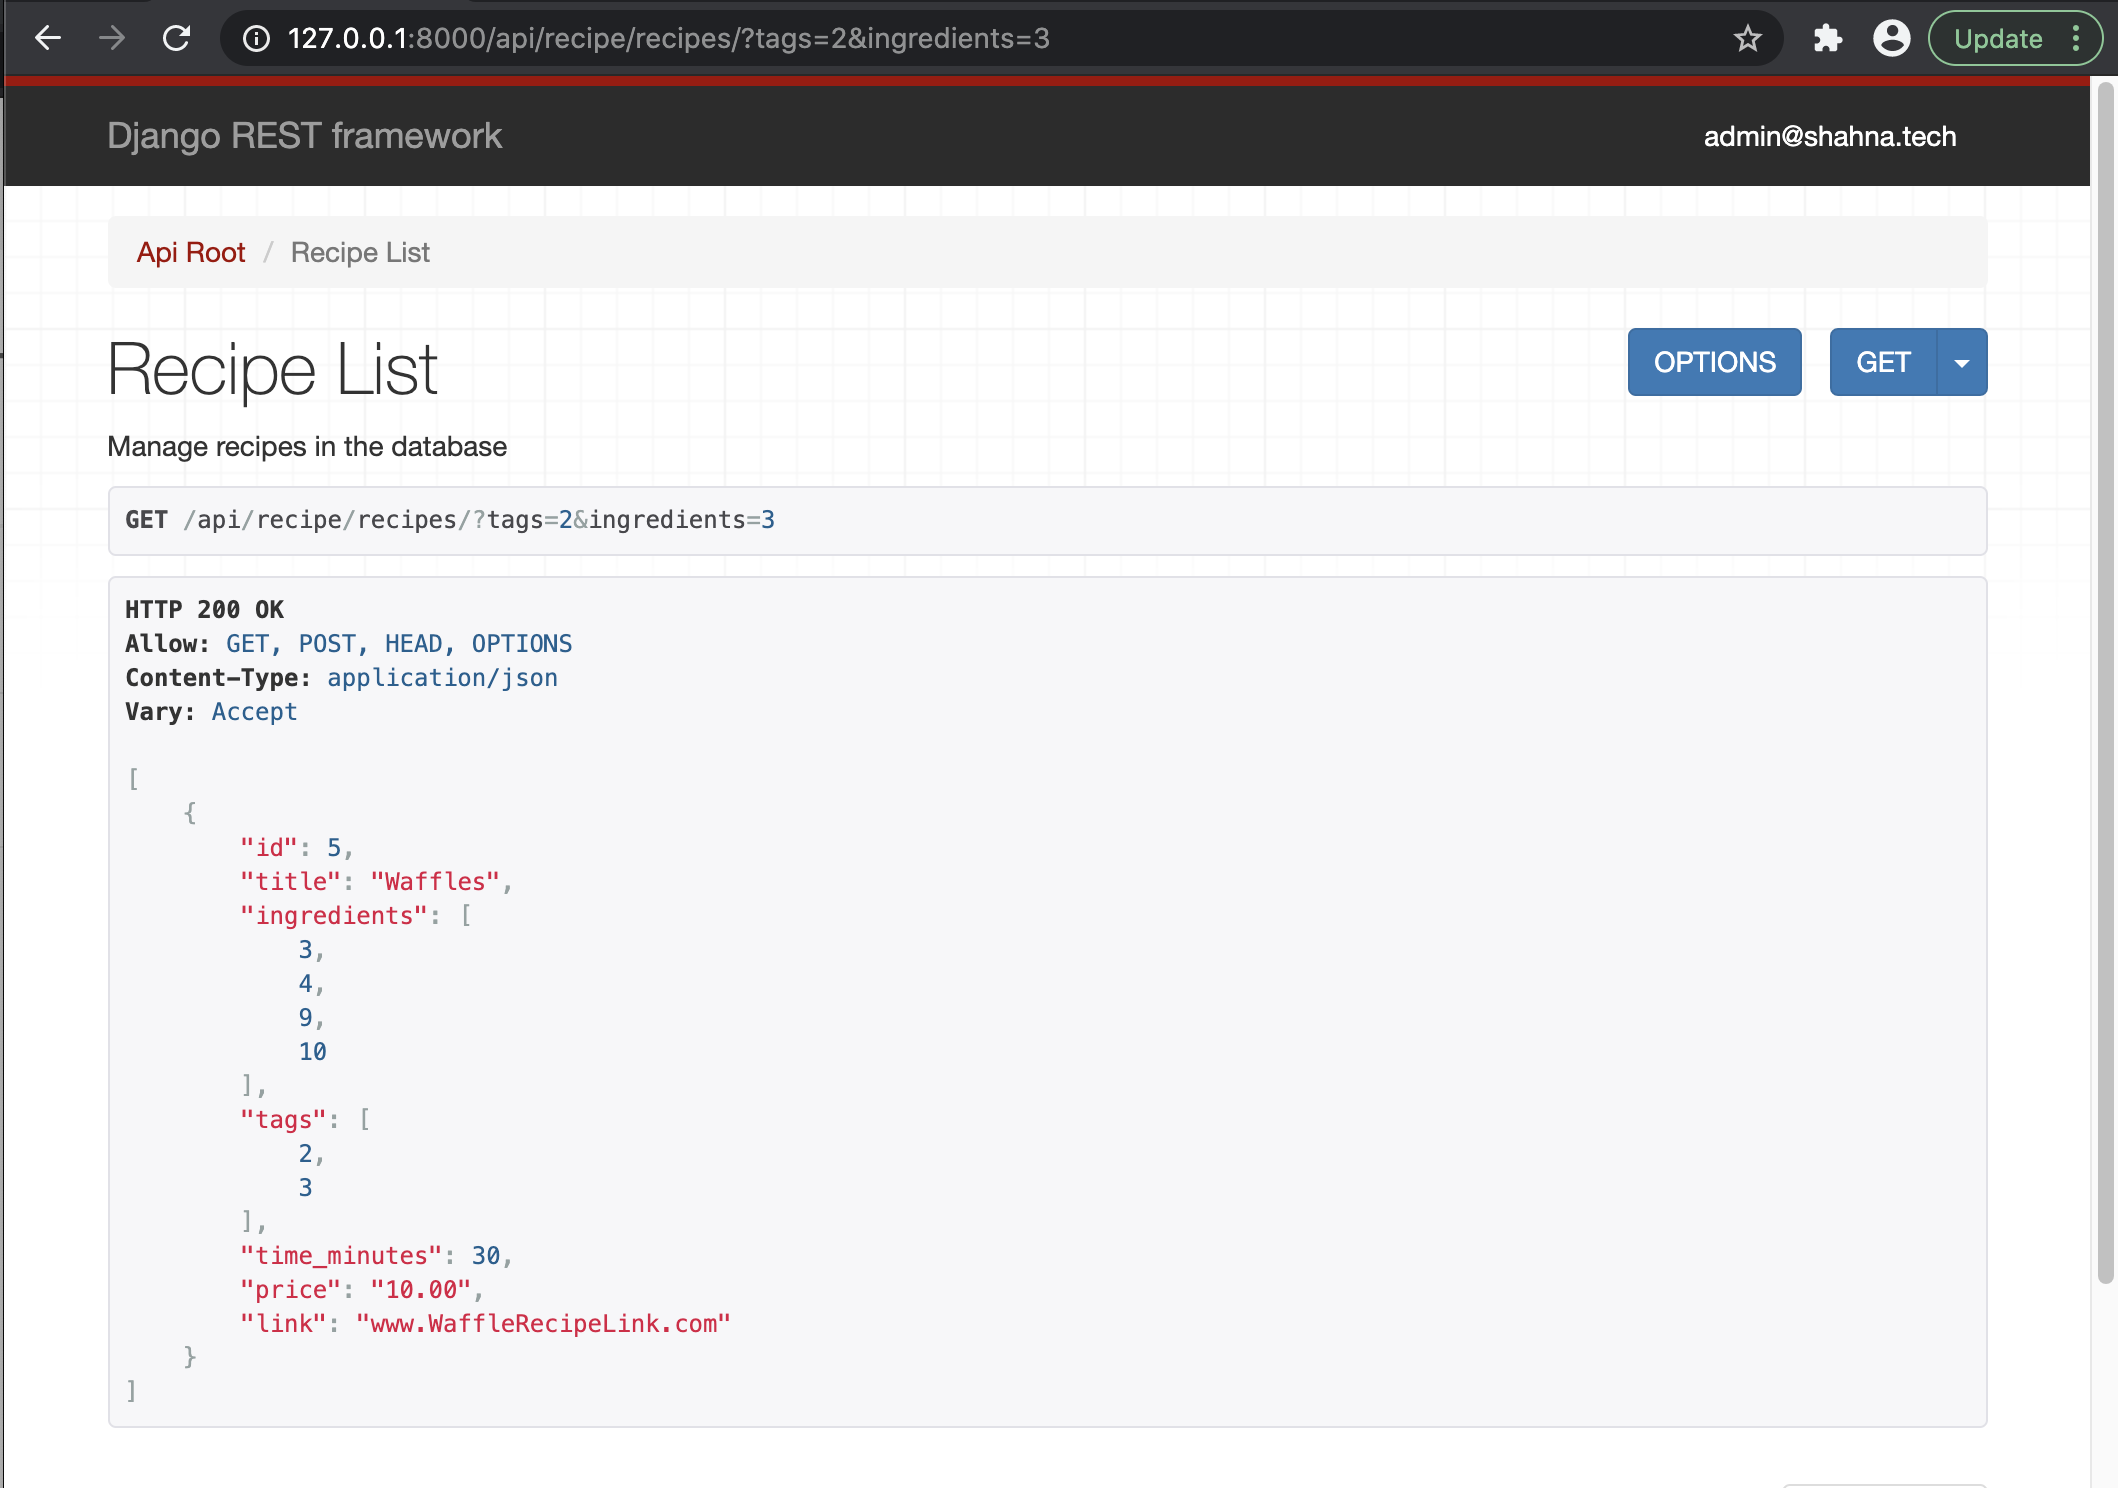 127.0.0.1:8000/api/recipe/recipes/?tags=2&ingredients=3
Update
Django REST framework
admin@shahna.tech
Api Root / Recipe List
Recipe List
OPTIONS
GET
Manage recipes in the database
GET /api/recipe/recipes/?tags=2&ingredients=3
HTTP 200 OK
Allow: GET, POST, HEAD, OPTIONS
Content-Type: application/json
Vary: Accept
[
    {
        "id": 5,
        "title": "Waffles",
        "ingredients": [
            3,
            4,
            9,
            10
        ],
        "tags": [
            2,
            3
        ],
        "time_minutes": 30,
        "price": "10.00",
        "link": "www.WaffleRecipeLink.com"
    }
]